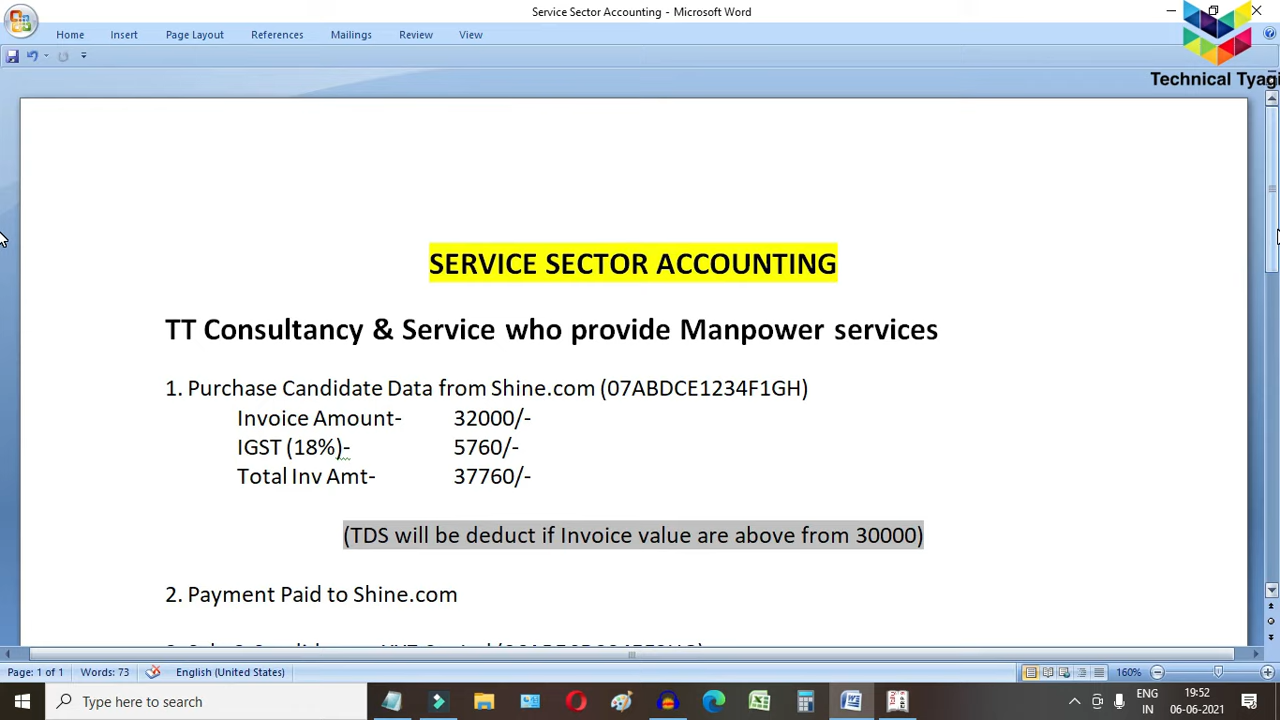 Service Sector Accounting - Microsoft Word
Home Insert Page Layout References Mailings Review View
Technical Tyagi
SERVICE SECTOR ACCOUNTING
TT Consultancy & Service who provide Manpower services
1. Purchase Candidate Data from Shine.com (07ABDCE1234F1GH)
Invoice Amount- 32000/-
IGST (18%)- 5760/-
Total Inv Amt- 37760/-
(TDS will be deduct if Invoice value are above from 30000)
2. Payment Paid to Shine.com
Page: 1 of 1 Words: 73 English (United States) 160%
Type here to search
ENG 19:52
IN 06-06-2021